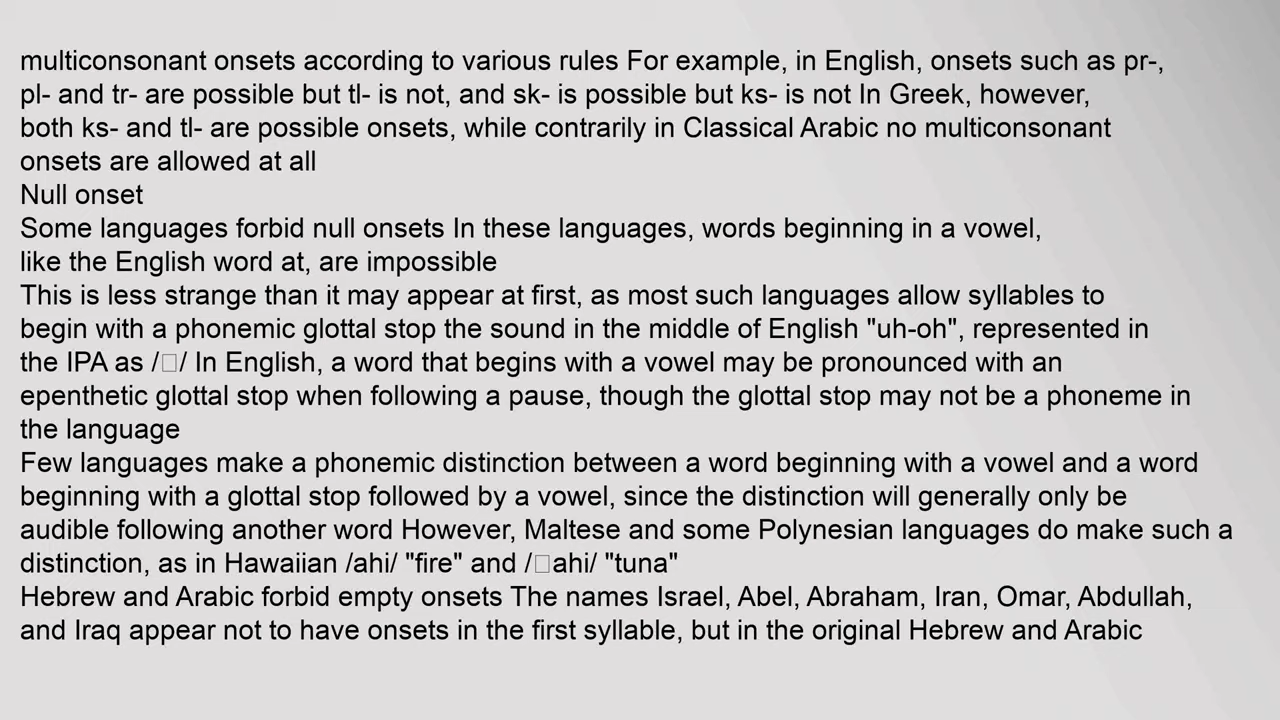 multiconsonant onsets according to various rules For example, in English, onsets such as pr-,
pl- and tr- are possible but tl- is not, and sk- is possible but ks- is not In Greek, however,
both ks- and tl- are possible onsets, while contrarily in Classical Arabic no multiconsonant
onsets are allowed at all
Null onset
Some languages forbid null onsets In these languages, words beginning in a vowel,
like the English word at, are impossible
This is less strange than it may appear at first, as most such languages allow syllables to
begin with a phonemic glottal stop the sound in the middle of English "uh-oh", represented in
the IPA as /□/ In English, a word that begins with a vowel may be pronounced with an
epenthetic glottal stop when following a pause, though the glottal stop may not be a phoneme in
the language
Few languages make a phonemic distinction between a word beginning with a vowel and a word
beginning with a glottal stop followed by a vowel, since the distinction will generally only be
audible following another word However, Maltese and some Polynesian languages do make such a
distinction, as in Hawaiian /ahi/ "fire" and /□ahi/ "tuna"
Hebrew and Arabic forbid empty onsets The names Israel, Abel, Abraham, Iran, Omar, Abdullah,
and Iraq appear not to have onsets in the first syllable, but in the original Hebrew and Arabic